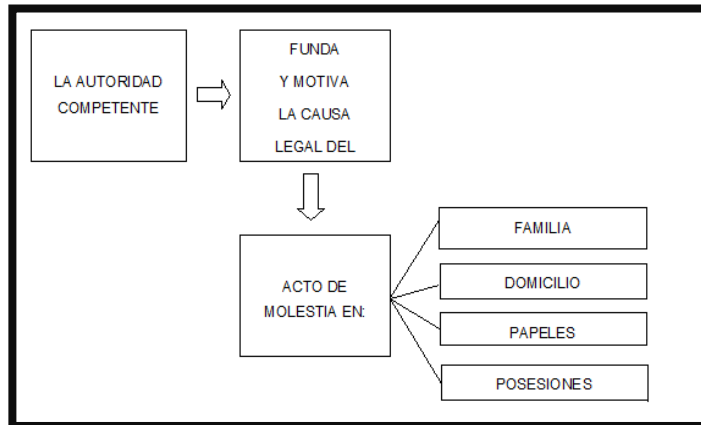 LA AUTORIDAD
COMPETENTE
FUNDA
Y MOTIVA
LA CAUSA
LEGAL DEL
ACTO DE
MOLESTIA EN:
FAMILIA
DOMICILIO
PAPELES
POSESIONES